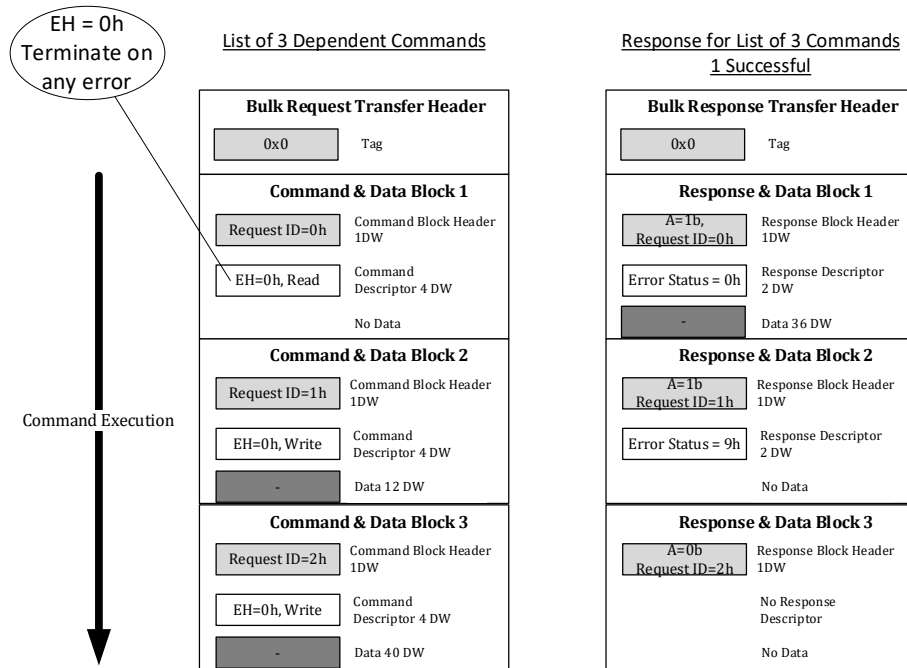 EH = 0h
Terminate on
any error
List of 3 Dependent Commands
Bulk Request Transfer Header
0x0
Tag
Command & Data Block 1
Request ID=0h
Command Block Header
1DW
EH=0h, Read
Command
Descriptor 4 DW
No Data
Command & Data Block 2
Request ID=1h
Command Block Header
1DW
EH=0h, Write
Command
Descriptor 4 DW
-
Data 12 DW
Command & Data Block 3
Request ID=2h
Command Block Header
1DW
EH=0h, Write
Command
Descriptor 4 DW
-
Data 40 DW
Command Execution
Response for List of 3 Commands
1 Successful
Bulk Response Transfer Header
0x0
Tag
Response & Data Block 1
A=1b,
Request ID=0h
Response Block Header
1DW
Error Status = 0h
Response Descriptor
2 DW
-
Data 36 DW
Response & Data Block 2
A=1b
Request ID=1h
Response Block Header
1DW
Error Status = 9h
Response Descriptor
2 DW
No Data
Response & Data Block 3
A=0b
Request ID=2h
Response Block Header
1DW
No Response
Descriptor
No Data